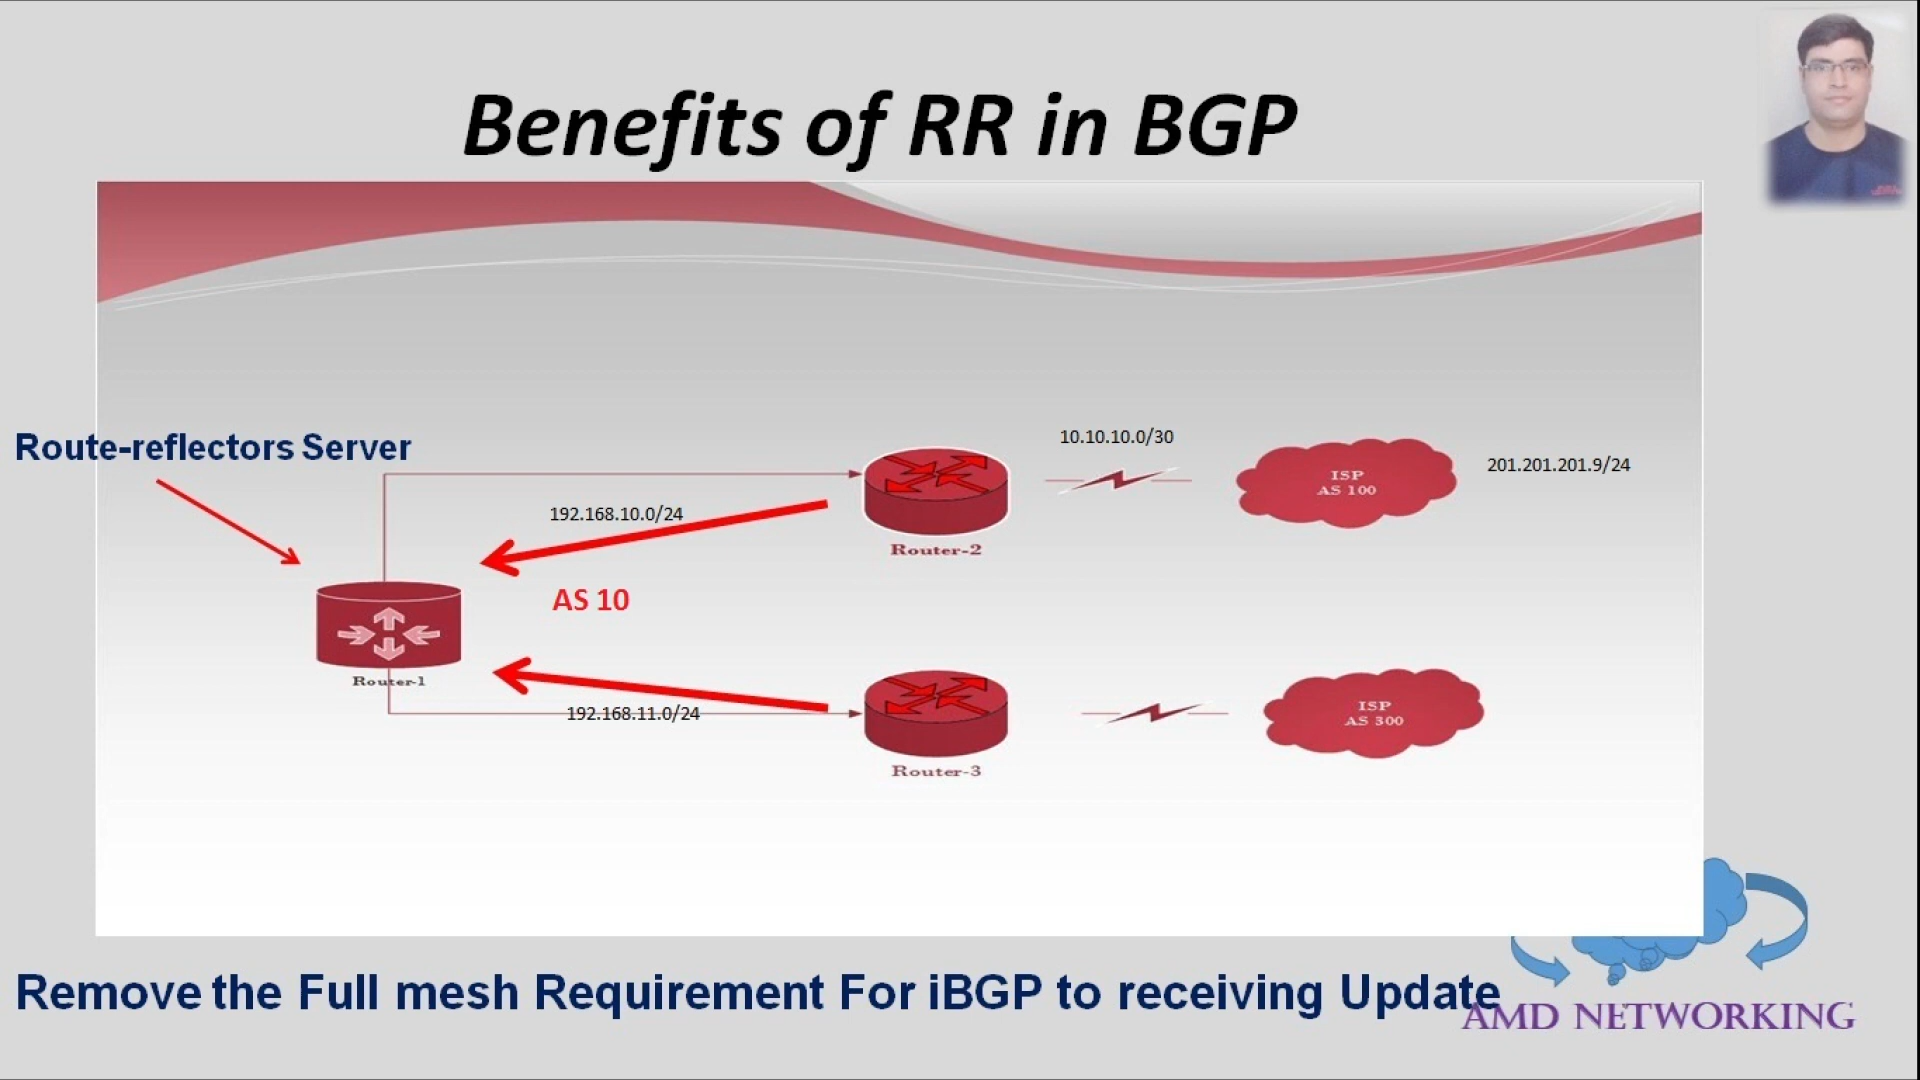 Benefits of RR in BGP
Route-reflectors Server
10.10.10.0/30
201.201.201.9/24
ISP
AS 100
192.168.10.0/24
Router-2
AS 10
Router-1
192.168.11.0/24
ISP
AS 300
Router-3
Remove the Full mesh Requirement For iBGP to receiving Update
AMD NETWORKING